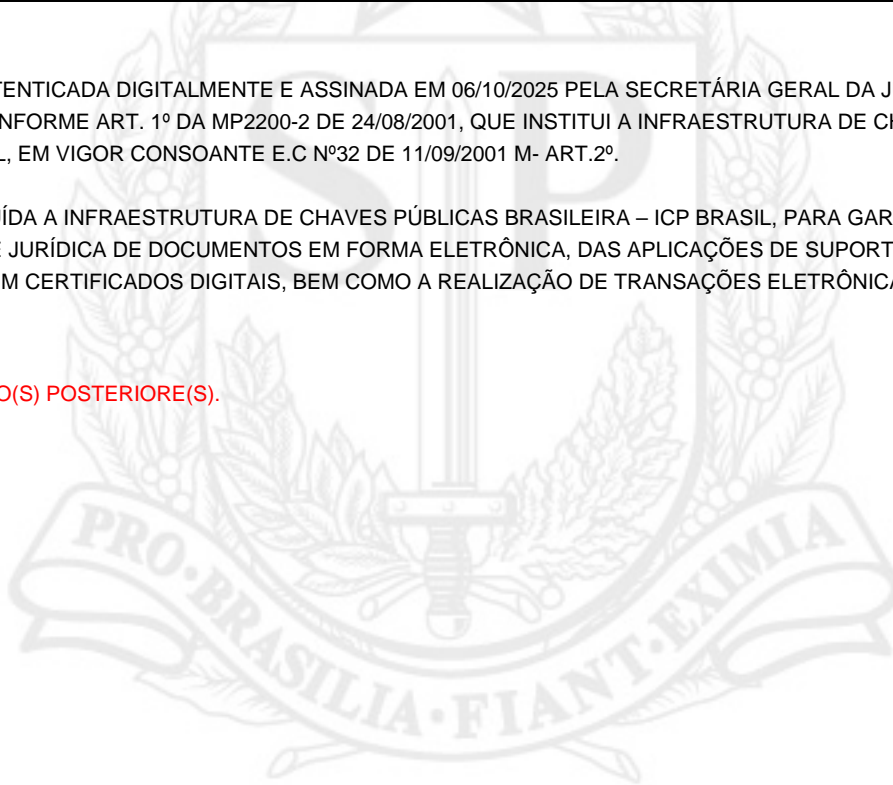 TENTICADA DIGITALMENTE E ASSINADA EM 06/10/2025 PELA SECRETÁRIA GERAL DA J
NFORME ART. 1º DA MP2200-2 DE 24/08/2001, QUE INSTITUI A INFRAESTRUTURA DE C
L, EM VIGOR CONSOANTE E.C Nº32 DE 11/09/2001 M- ART.2º.
ÍDA A INFRAESTRUTURA DE CHAVES PÚBLICAS BRASILEIRA – ICP BRASIL, PARA GAR
E JURÍDICA DE DOCUMENTOS EM FORMA ELETRÔNICA, DAS APLICAÇÕES DE SUPORT
M CERTIFICADOS DIGITAIS, BEM COMO A REALIZAÇÃO DE TRANSAÇÕES ELETRÔNICA
O(S) POSTERIORE(S).
SP
PRO·BRASILIA·FIANT·EXIMIA